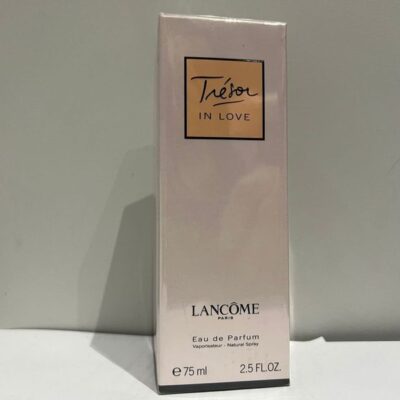 Trésor
IN LOVE
LANCÔME
PARIS
Eau de Parfum
Vaporisateur - Natural Spray
℮ 75 ml 2.5 FL.OZ.